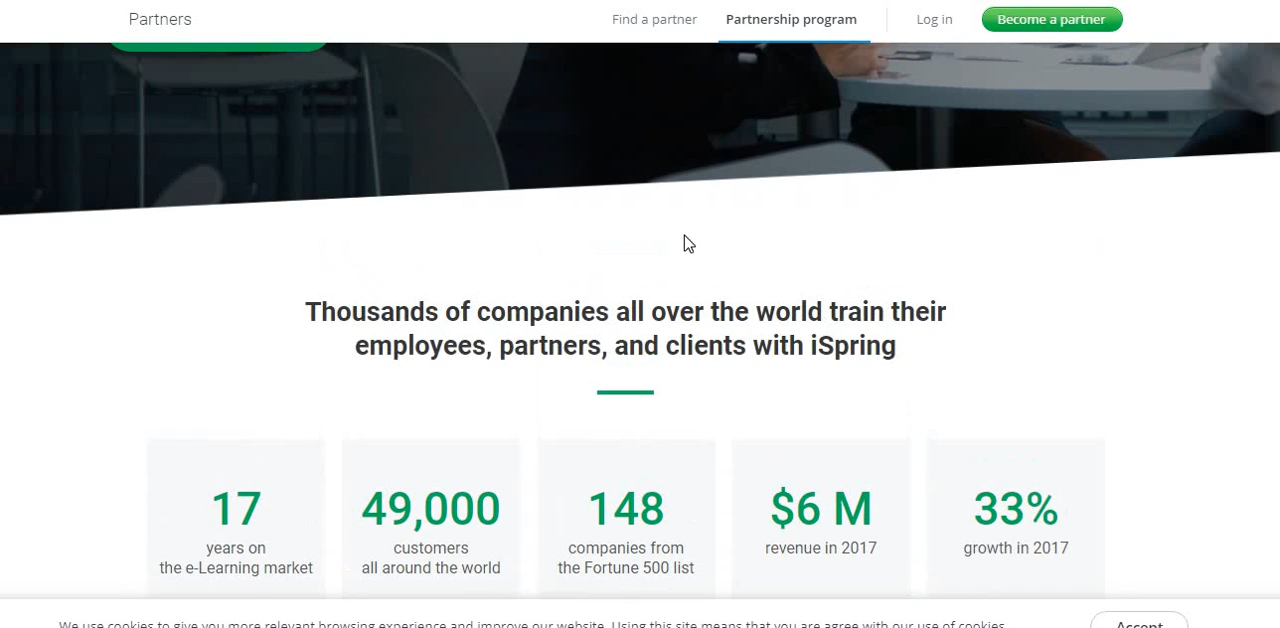 Partners
Find a partner
Partnership program
Log in
Become a partner
Thousands of companies all over the world train their
employees, partners, and clients with iSpring
17
years on
the e-Learning market
49,000
customers
all around the world
148
companies from
the Fortune 500 list
$6 M
revenue in 2017
33%
growth in 2017
We use cookies to give you more relevant browsing experience and improve our website. Using this site means that you are agree with our use of cookies
Accept